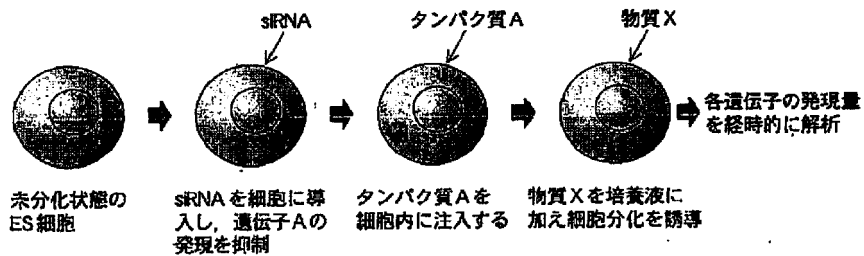 siRNA
タンパク質A
物質X
各遺伝子の発現量
を経時的に解析
未分化状態の
ES細胞
siRNAを細胞に導
入し，遺伝子Aの
発現を抑制
タンパク質Aを
細胞内に注入する
物質Xを培養液に
加え細胞分化を誘導